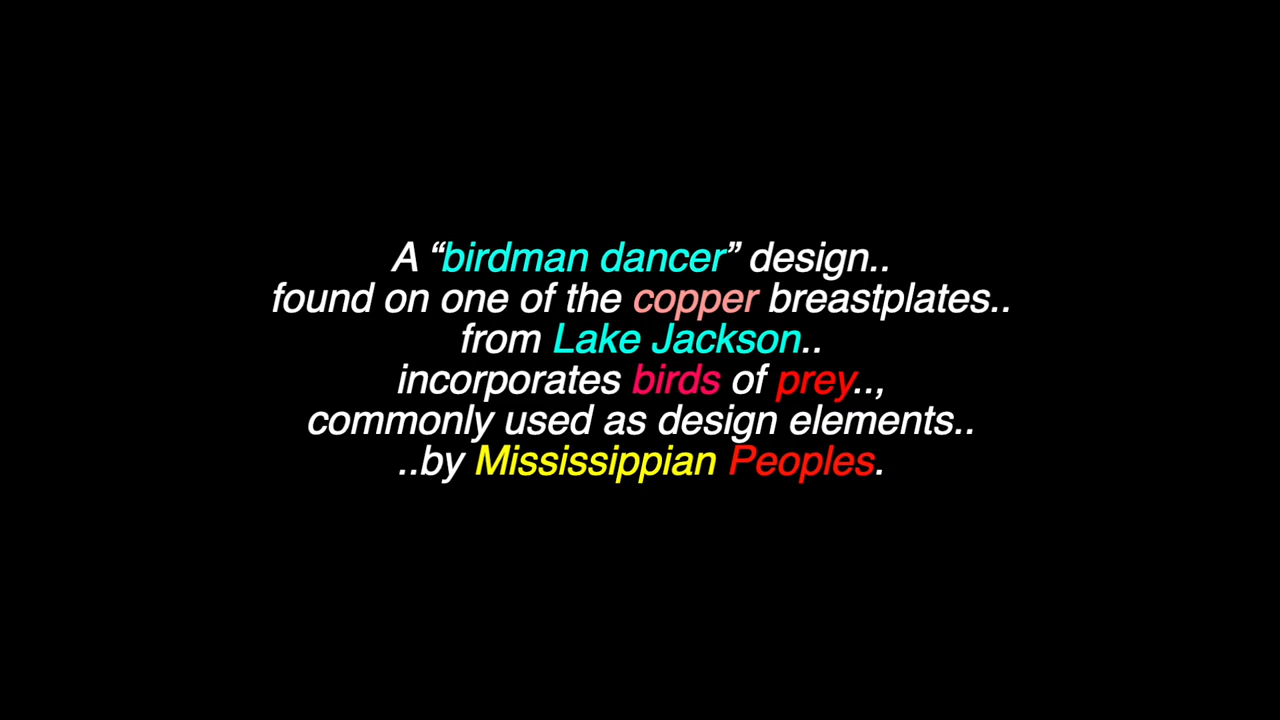 A “birdman dancer” design..
found on one of the copper breastplates..
from Lake Jackson..
incorporates birds of prey..,
commonly used as design elements..
..by Mississippian Peoples.